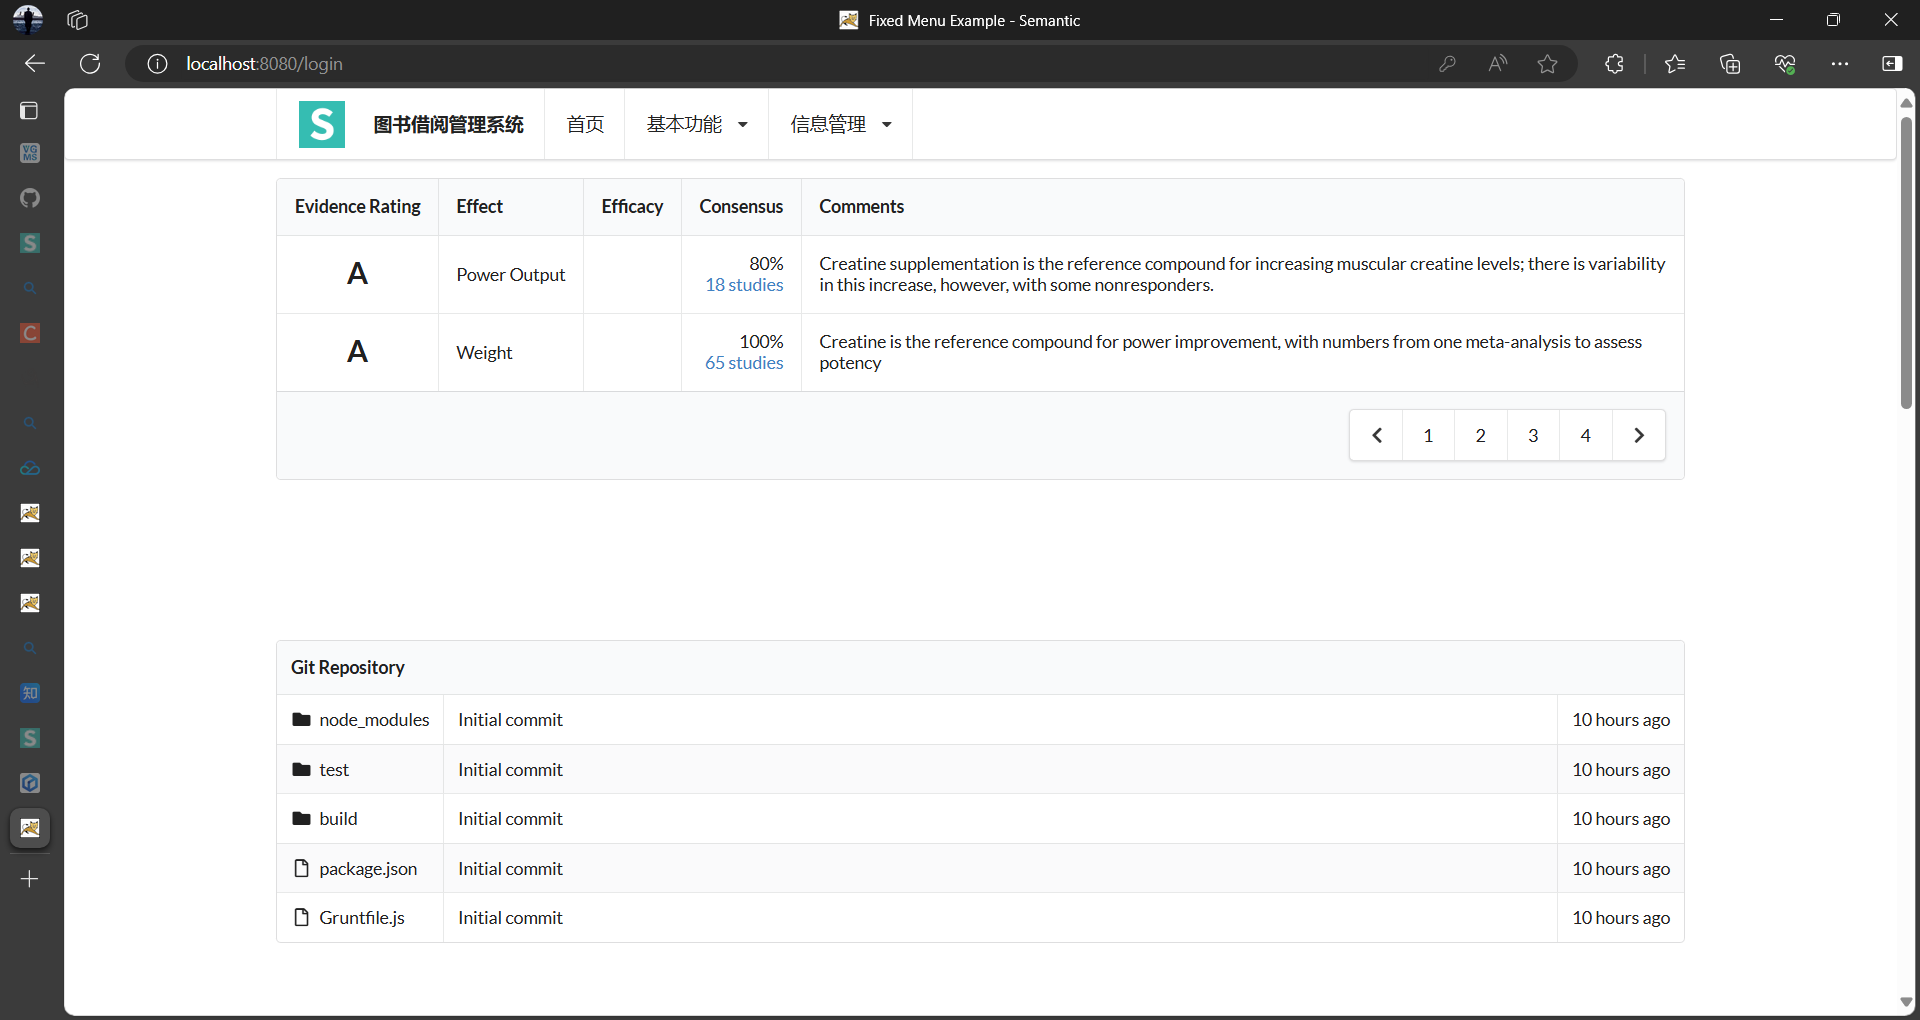 Fixed Menu Example - Semantic
localhost:8080/login
VG
MS
S
C
知
S
S 图书借阅管理系统 首页 基本功能 信息管理
Evidence Rating Effect Efficacy Consensus Comments
A Power Output 80%
18 studies
Creatine supplementation is the reference compound for increasing muscular creatine levels; there is variability
in this increase, however, with some nonresponders.
A Weight 100%
65 studies
Creatine is the reference compound for power improvement, with numbers from one meta-analysis to assess
potency
1 2 3 4
Git Repository
node_modules Initial commit 10 hours ago
test Initial commit 10 hours ago
build Initial commit 10 hours ago
package.json Initial commit 10 hours ago
Gruntfile.js Initial commit 10 hours ago